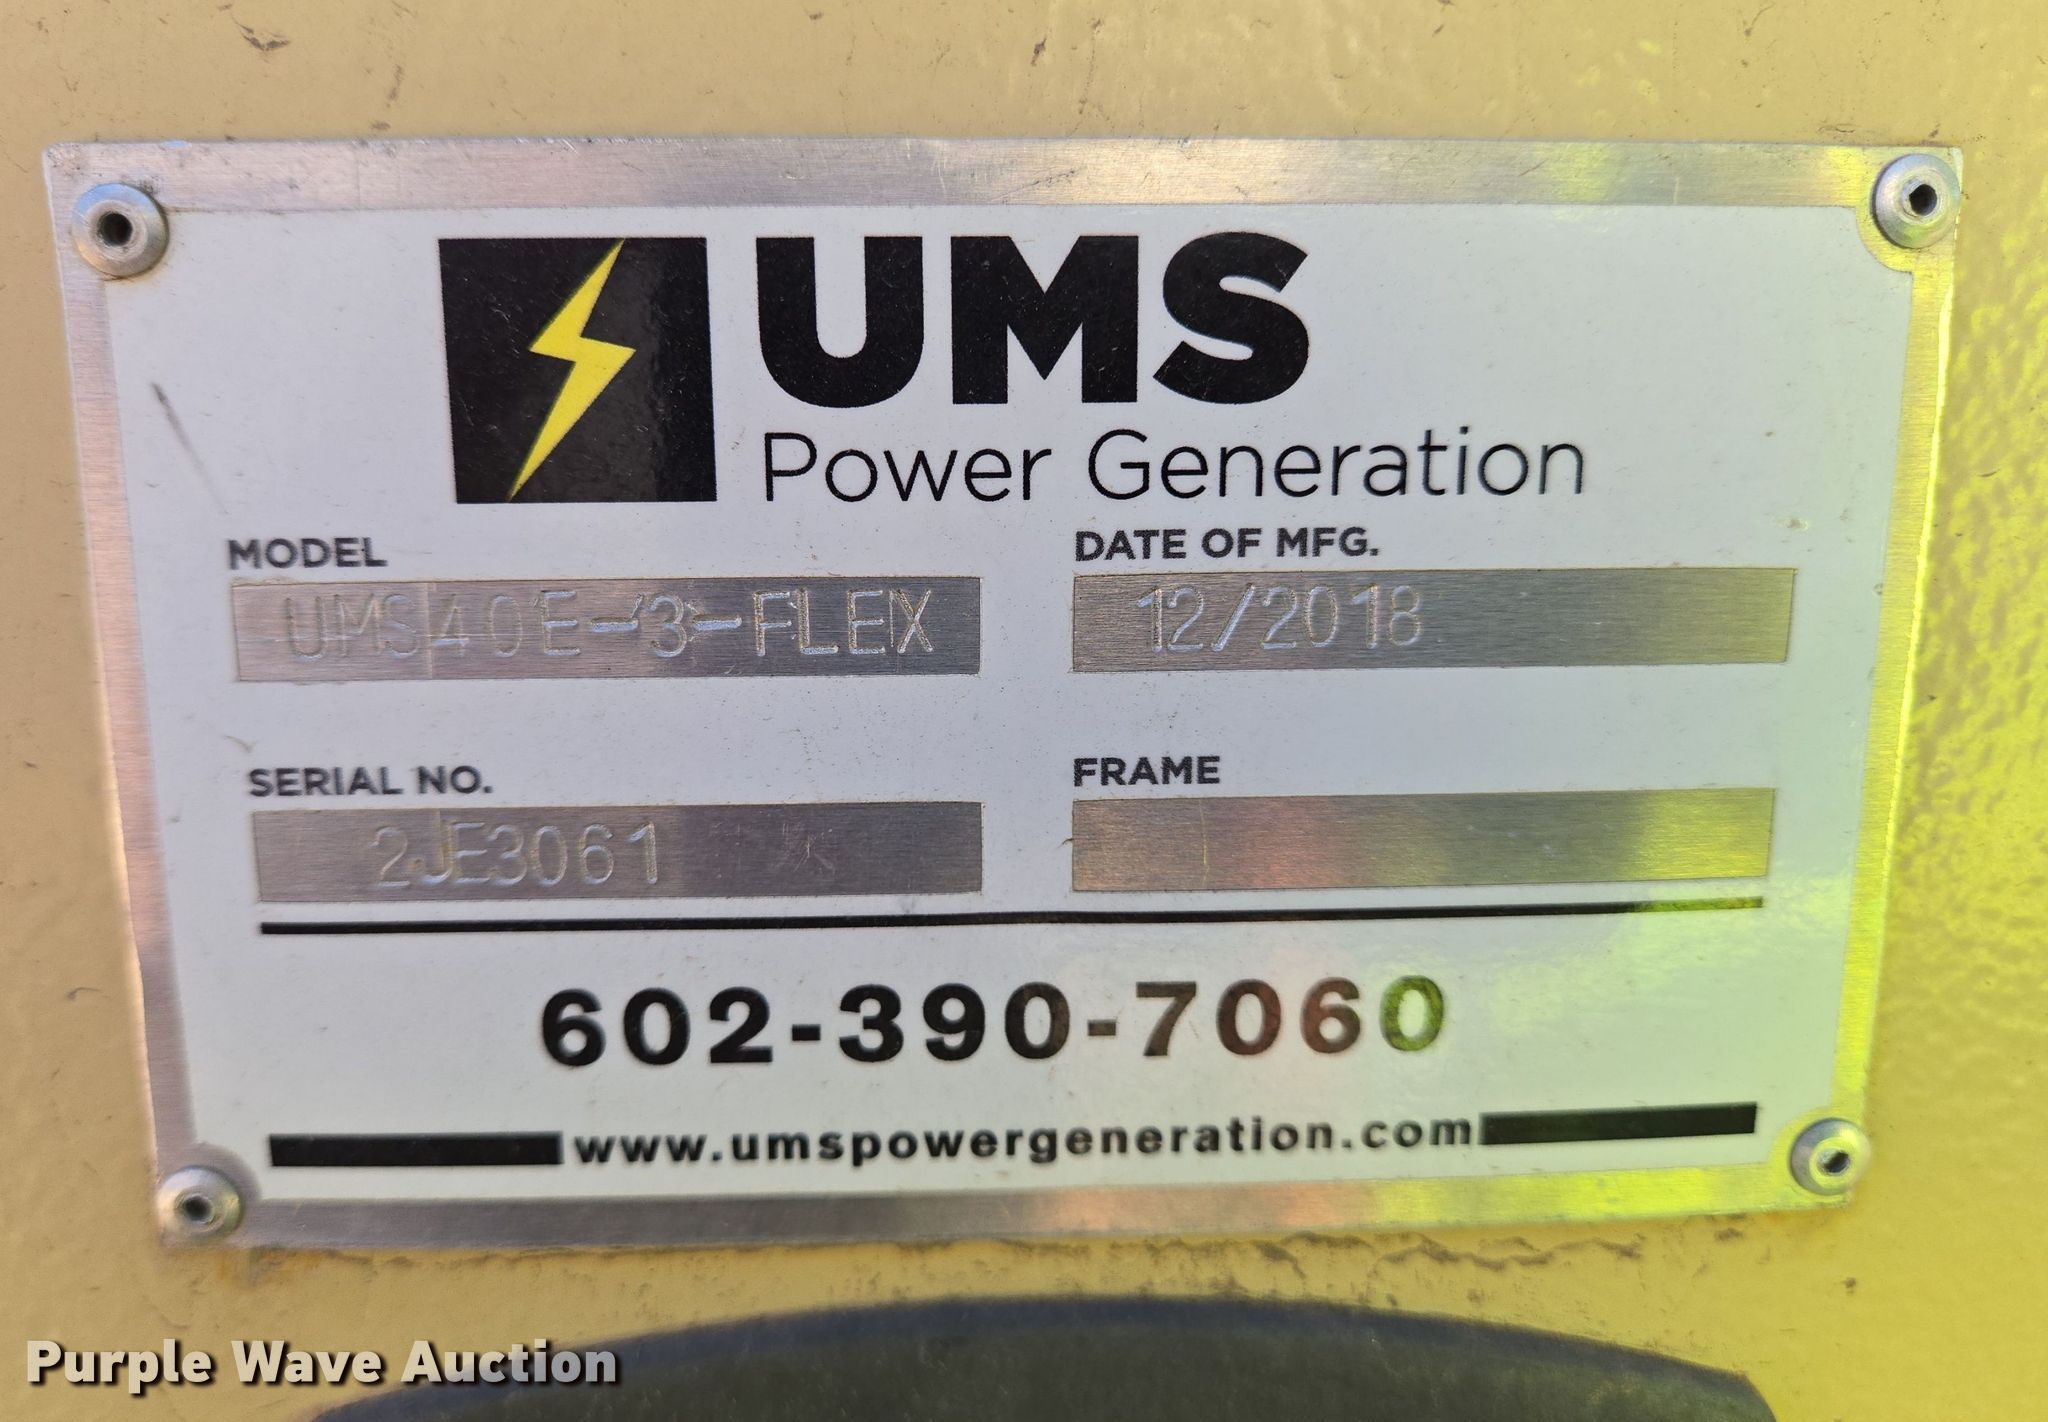 UMS
Power Generation
MODEL
UMS40E-3-FLEX
DATE OF MFG.
12/2018
SERIAL NO.
2JE3061
FRAME
602-390-7060
www.umspowergeneration.com
Purple Wave Auction